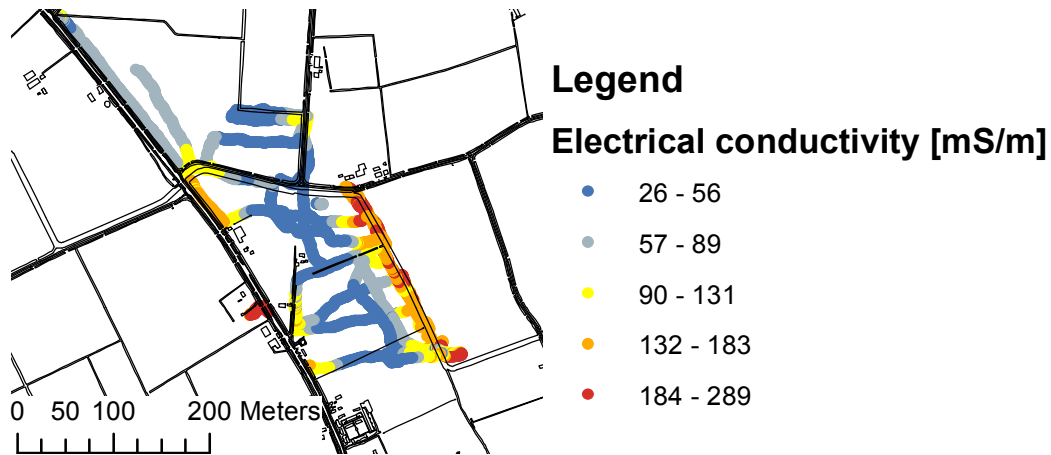 Legend
Electrical conductivity [mS/m]
26 - 56
57 - 89
90 - 131
132 - 183
184 - 289
0 50 100 200 Meters